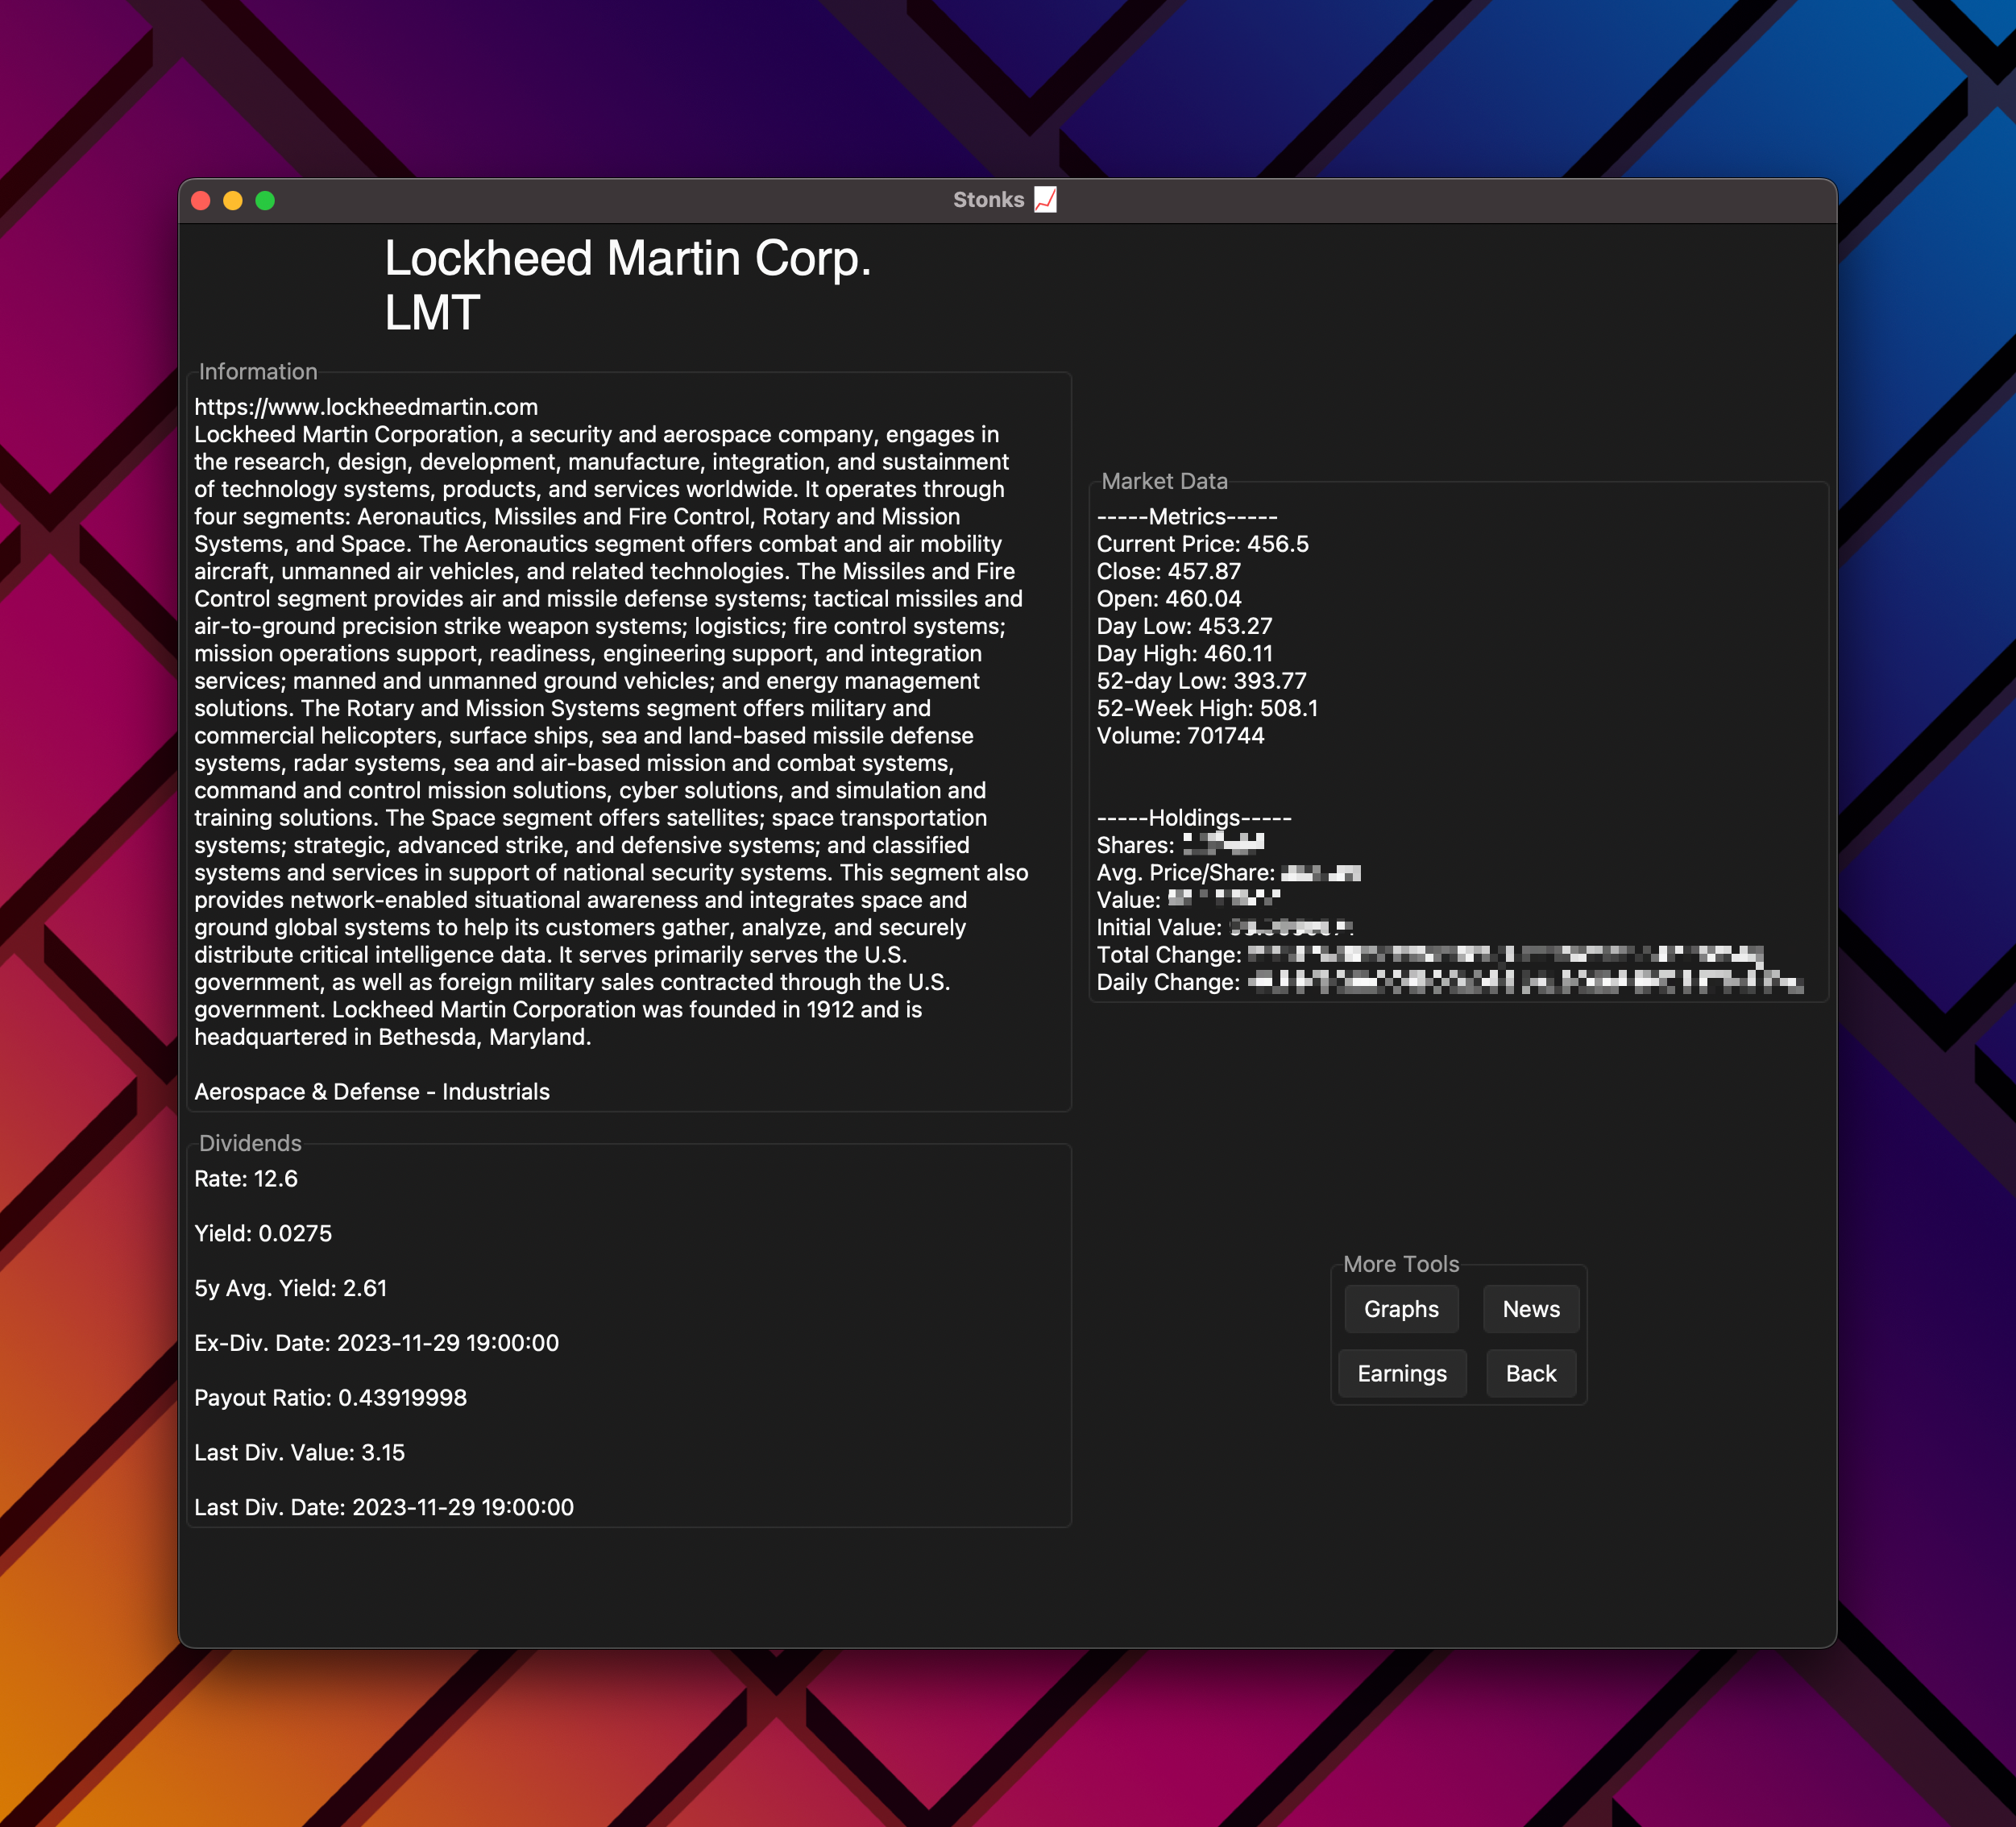 Stonks 📈
Lockheed Martin Corp.
LMT
Information
https://www.lockheedmartin.com
Lockheed Martin Corporation, a security and aerospace company, engages in
the research, design, development, manufacture, integration, and sustainment
of technology systems, products, and services worldwide. It operates through
four segments: Aeronautics, Missiles and Fire Control, Rotary and Mission
Systems, and Space. The Aeronautics segment offers combat and air mobility
aircraft, unmanned air vehicles, and related technologies. The Missiles and Fire
Control segment provides air and missile defense systems; tactical missiles and
air-to-ground precision strike weapon systems; logistics; fire control systems;
mission operations support, readiness, engineering support, and integration
services; manned and unmanned ground vehicles; and energy management
solutions. The Rotary and Mission Systems segment offers military and
commercial helicopters, surface ships, sea and land-based missile defense
systems, radar systems, sea and air-based mission and combat systems,
command and control mission solutions, cyber solutions, and simulation and
training solutions. The Space segment offers satellites; space transportation
systems; strategic, advanced strike, and defensive systems; and classified
systems and services in support of national security systems. This segment also
provides network-enabled situational awareness and integrates space and
ground global systems to help its customers gather, analyze, and securely
distribute critical intelligence data. It serves primarily serves the U.S.
government, as well as foreign military sales contracted through the U.S.
government. Lockheed Martin Corporation was founded in 1912 and is
headquartered in Bethesda, Maryland.
Aerospace & Defense - Industrials
Dividends
Rate: 12.6
Yield: 0.0275
5y Avg. Yield: 2.61
Ex-Div. Date: 2023-11-29 19:00:00
Payout Ratio: 0.43919998
Last Div. Value: 3.15
Last Div. Date: 2023-11-29 19:00:00
Market Data
-----Metrics-----
Current Price: 456.5
Close: 457.87
Open: 460.04
Day Low: 453.27
Day High: 460.11
52-day Low: 393.77
52-Week High: 508.1
Volume: 701744
-----Holdings-----
Shares:
Avg. Price/Share:
Value:
Initial Value:
Total Change:
Daily Change:
More Tools
Graphs
News
Earnings
Back